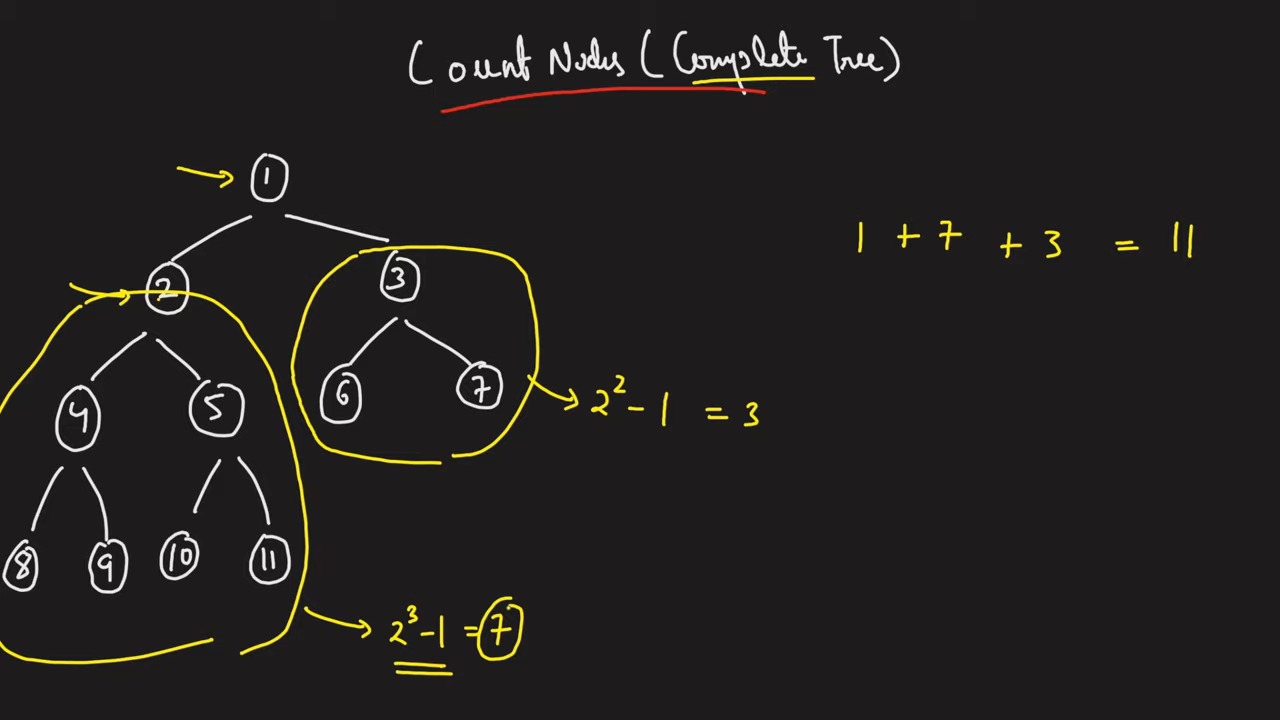 Count Nodes (Complete Tree)
1
1 + 7 + 3 = 11
2
3
4
5
6
7
2² - 1 = 3
8
9
10
11
2³ - 1 = 7